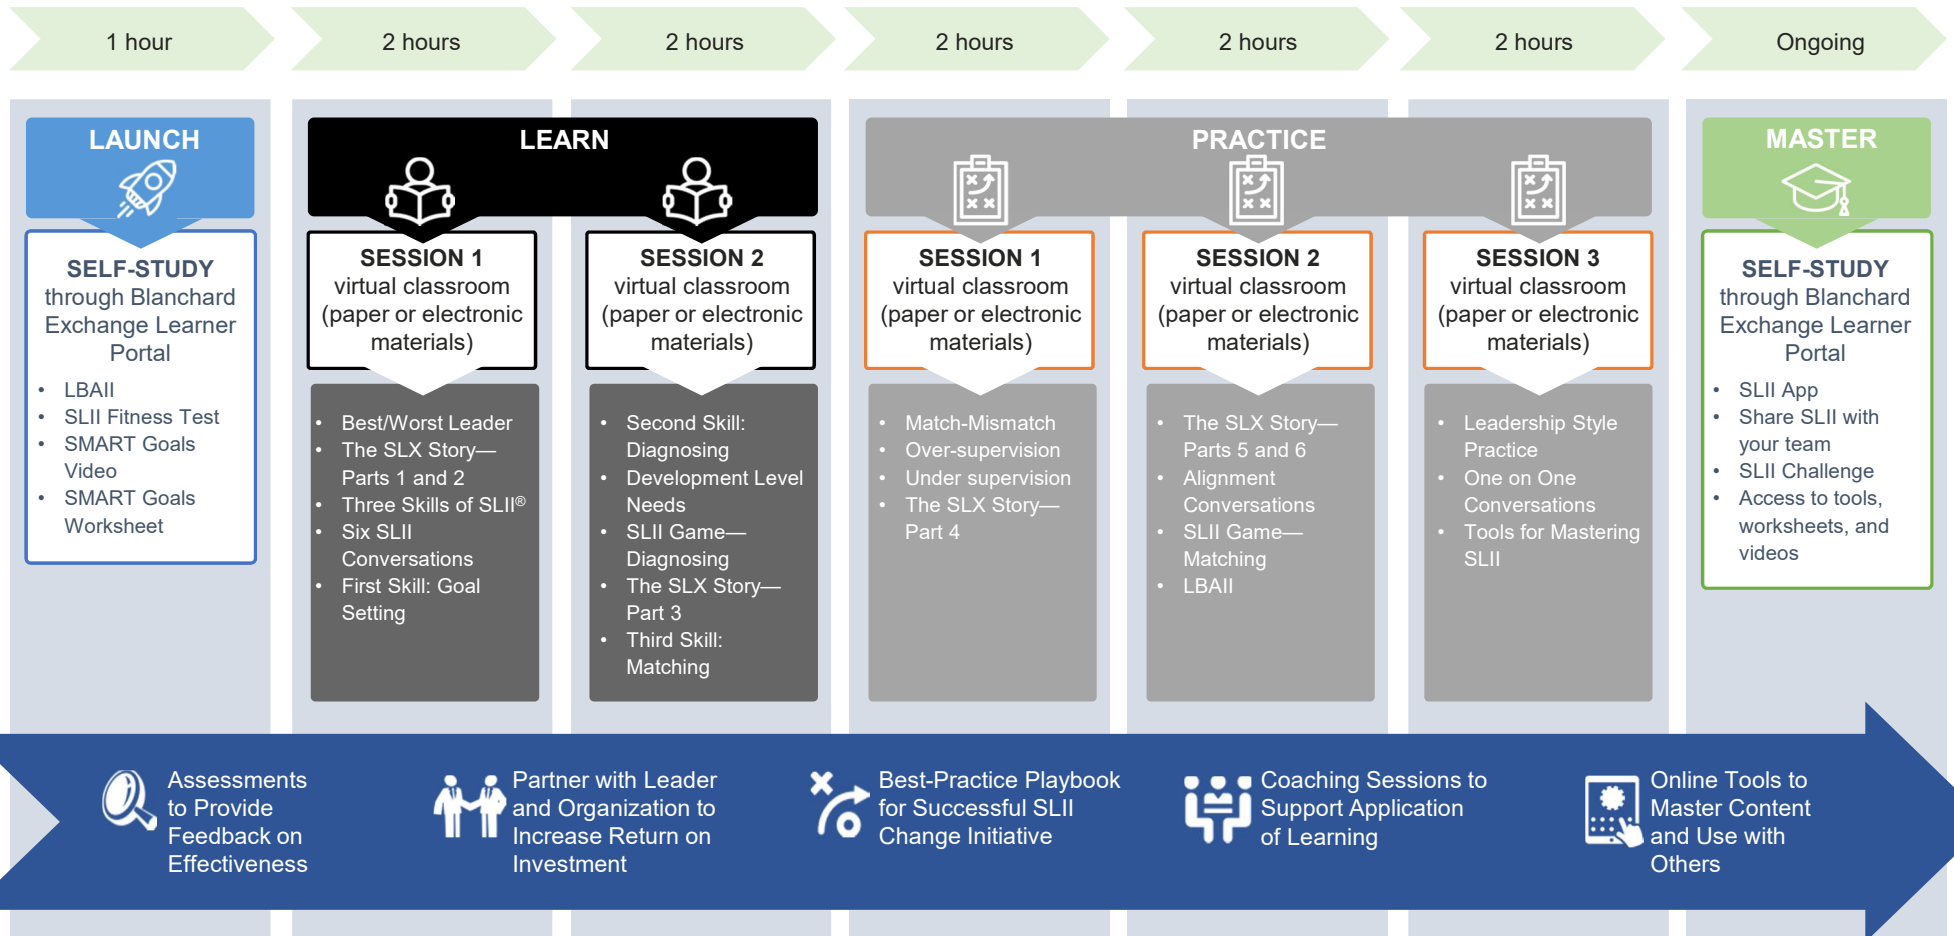 1 hour
2 hours
2 hours
2 hours
2 hours
2 hours
Ongoing
LAUNCH
LEARN
PRACTICE
MASTER
SELF-STUDY
through Blanchard
Exchange Learner
Portal
• LBAII
• SLII Fitness Test
• SMART Goals
Video
• SMART Goals
Worksheet
SESSION 1
virtual classroom
(paper or electronic
materials)
• Best/Worst Leader
• The SLX Story—
Parts 1 and 2
• Three Skills of SLII®
• Six SLII
Conversations
• First Skill: Goal
Setting
SESSION 2
virtual classroom
(paper or electronic
materials)
• Second Skill:
Diagnosing
• Development Level
Needs
• SLII Game—
Diagnosing
• The SLX Story—
Part 3
• Third Skill:
Matching
SESSION 1
virtual classroom
(paper or electronic
materials)
• Match-Mismatch
• Over-supervision
• Under supervision
• The SLX Story—
Part 4
SESSION 2
virtual classroom
(paper or electronic
materials)
• The SLX Story—
Parts 5 and 6
• Alignment
Conversations
• SLII Game—
Matching
• LBAII
SESSION 3
virtual classroom
(paper or electronic
materials)
• Leadership Style
Practice
• One on One
Conversations
• Tools for Mastering
SLII
SELF-STUDY
through Blanchard
Exchange Learner
Portal
• SLII App
• Share SLII with
your team
• SLII Challenge
• Access to tools,
worksheets, and
videos
Assessments
to Provide
Feedback on
Effectiveness
Partner with Leader
and Organization to
Increase Return on
Investment
Best-Practice Playbook
for Successful SLII
Change Initiative
Coaching Sessions to
Support Application
of Learning
Online Tools to
Master Content
and Use with
Others